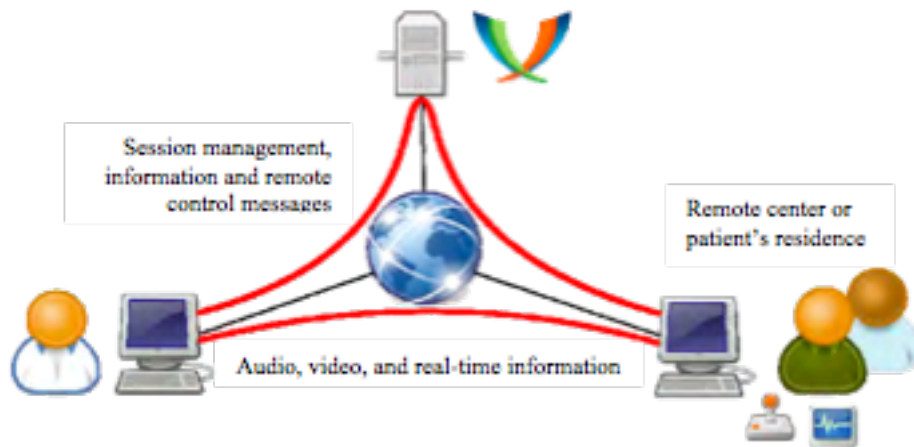 Session management,
information and remote
control messages
Remote center or
patient's residence
Audio, video, and real-time information